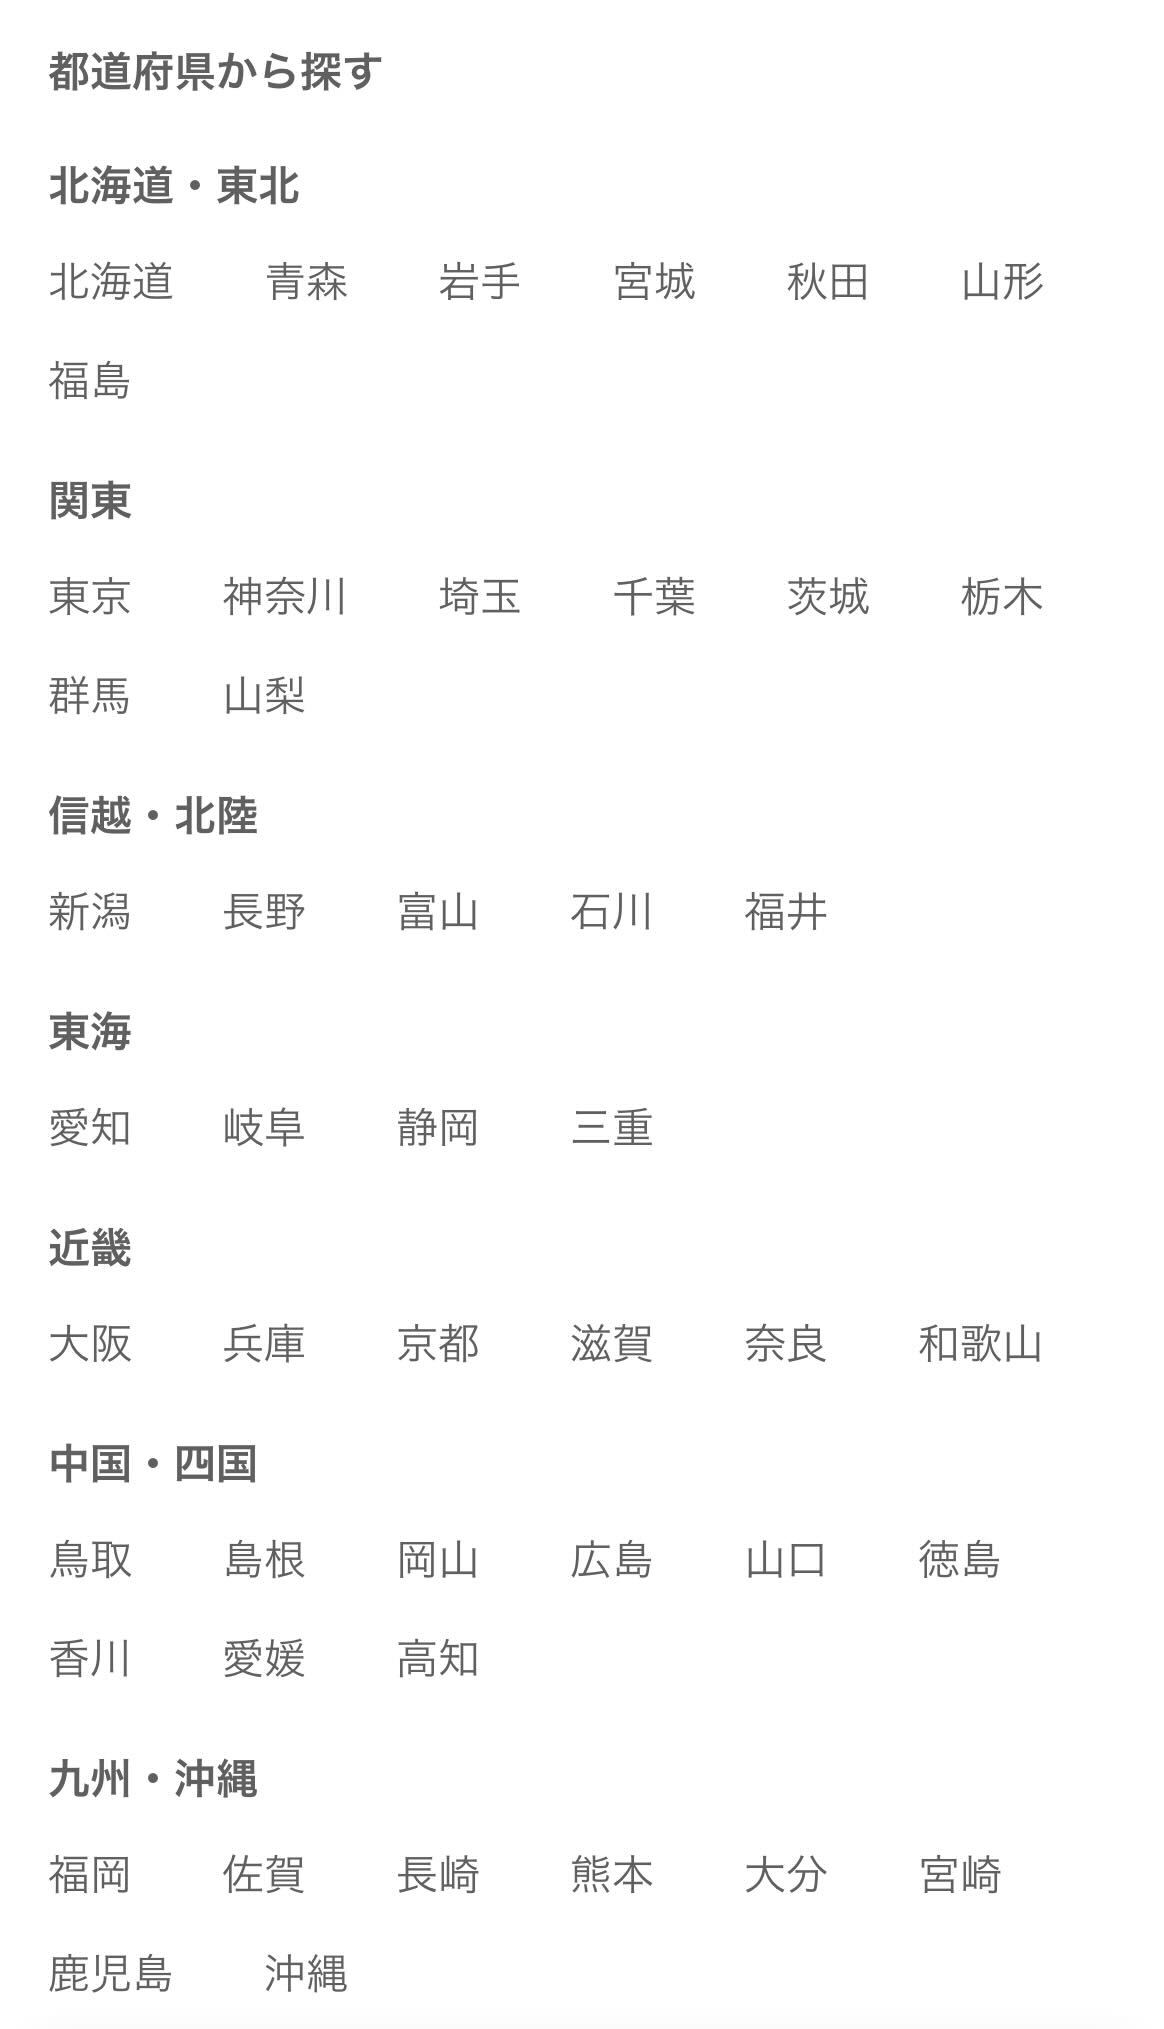 都道府県から探す
北海道・東北
北海道 青森 岩手 宮城 秋田 山形
福島
関東
東京 神奈川 埼玉 千葉 茨城 栃木
群馬 山梨
信越・北陸
新潟 長野 富山 石川 福井
東海
愛知 岐阜 静岡 三重
近畿
大阪 兵庫 京都 滋賀 奈良 和歌山
中国・四国
鳥取 島根 岡山 広島 山口 徳島
香川 愛媛 高知
九州・沖縄
福岡 佐賀 長崎 熊本 大分 宮崎
鹿児島 沖縄